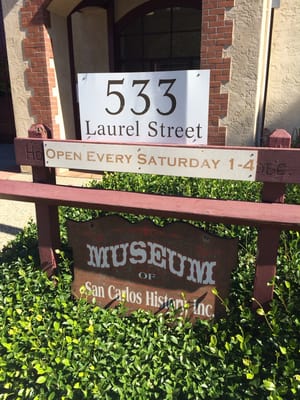 533
Laurel Street
OPEN EVERY SATURDAY 1-4
MUSEUM
OF
San Carlos History Inc.